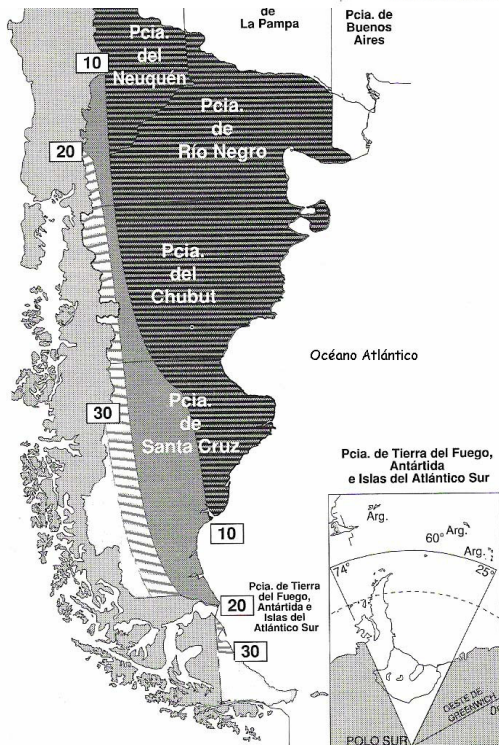 de
La Pampa
Pcia. de
Buenos
Aires
Pcia.
del
Neuquén
10
Pcia.
de
Río Negro
20
Pcia.
del
Chubut
Océano Atlántico
30
Pcia.
de
Santa Cruz
10
Pcia. de Tierra
del Fuego,
Antártida e
Islas del
Atlántico Sur
20
30
Pcia. de Tierra del Fuego,
Antártida
e Islas del Atlántico Sur
Arg.
60°
Arg.
Arg.
74°
25°
OESTE DE
GREENWICH
POLO SUR